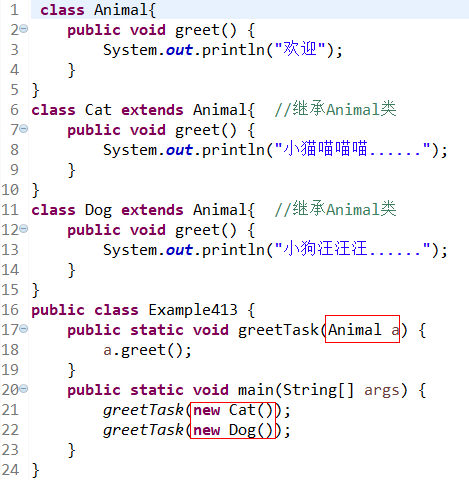 1 class Animal{
2 public void greet() {
3 System.out.println("欢迎");
4 }
5 }
6 class Cat extends Animal{ //继承Animal类
7 public void greet() {
8 System.out.println("小猫喵喵喵......");
9 }
10 }
11 class Dog extends Animal{ //继承Animal类
12 public void greet() {
13 System.out.println("小狗汪汪汪......");
14 }
15 }
16 public class Example413 {
17 public static void greetTask(Animal a) {
18 a.greet();
19 }
20 public static void main(String[] args) {
21 greetTask(new Cat());
22 greetTask(new Dog());
23 }
24 }